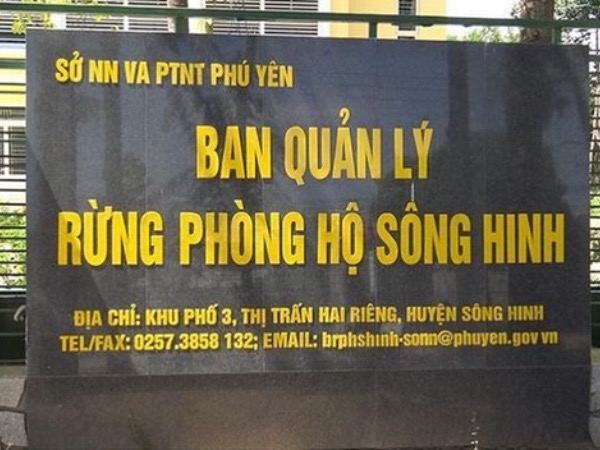 SỞ NN VA PTNT PHÚ YÊN
BAN QUẢN LÝ
RỪNG PHÒNG HỘ SÔNG HINH
ĐỊA CHỈ: KHU PHỐ 3, THỊ TRẤN HAI RIÊNG, HUYỆN SÔNG HINH
TEL/FAX: 0257.3858 132; EMAIL: brphshinh-sonn@phuyen.gov vn